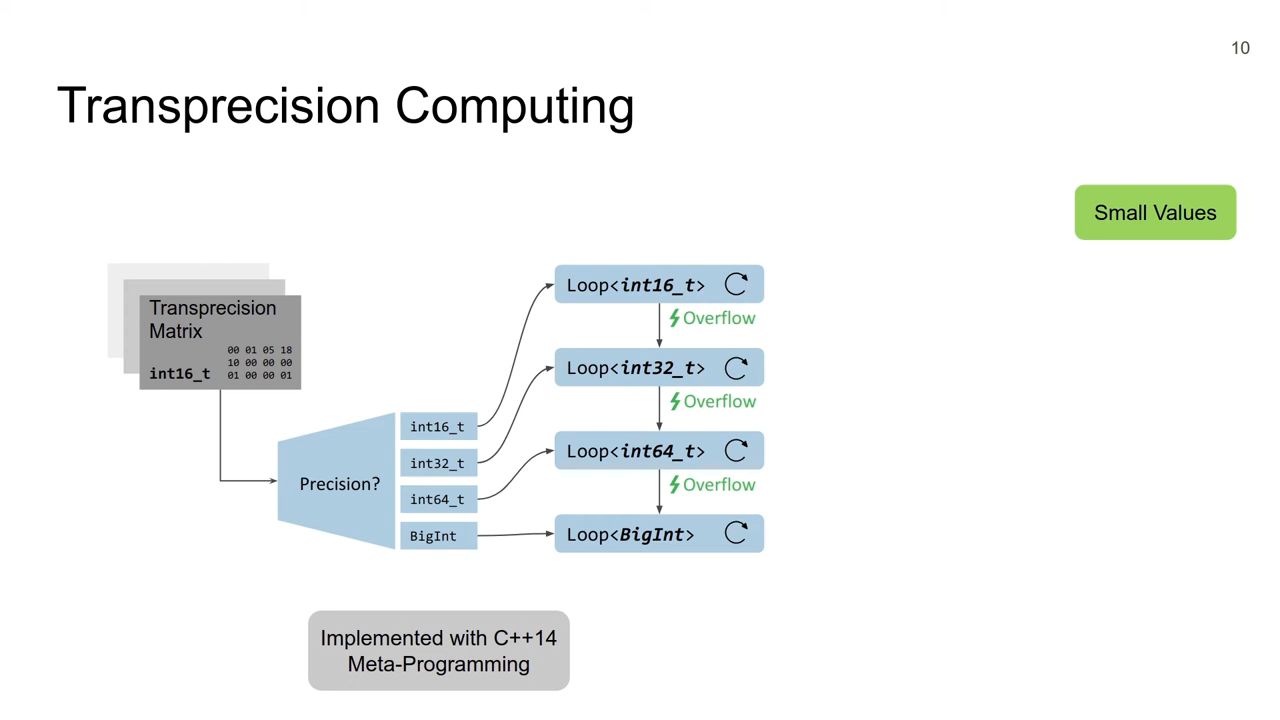 10
Transprecision Computing
Small Values
Transprecision
Matrix
00 01 05 18
10 00 00 00
int16_t 01 00 00 01
Precision?
int16_t
int32_t
int64_t
BigInt
Loop<int16_t>
Overflow
Loop<int32_t>
Overflow
Loop<int64_t>
Overflow
Loop<BigInt>
Implemented with C++14
Meta-Programming